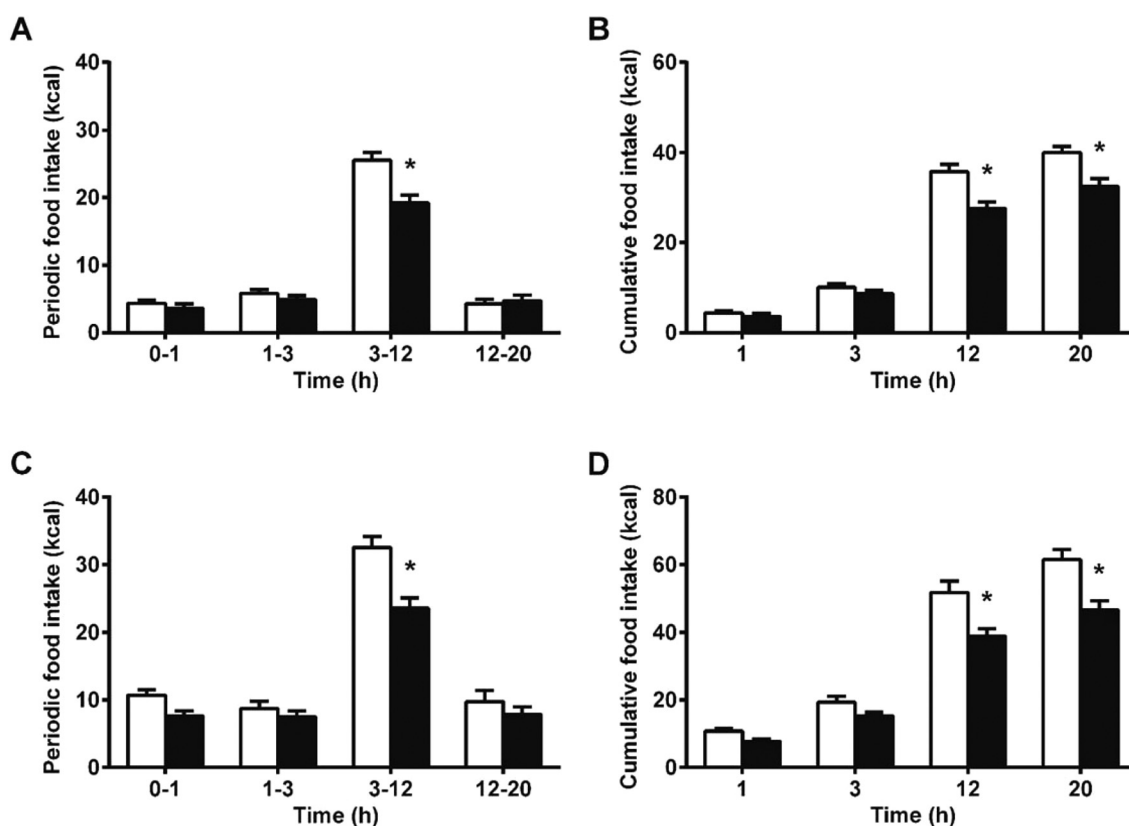 A
Periodic food intake (kcal)
40
30
20
10
0
*
0-1 1-3 3-12 12-20
Time (h)
B
Cumulative food intake (kcal)
60
40
20
0
* *
1 3 12 20
Time (h)
C
Periodic food intake (kcal)
40
30
20
10
0
*
0-1 1-3 3-12 12-20
Time (h)
D
Cumulative food intake (kcal)
80
60
40
20
0
* *
1 3 12 20
Time (h)